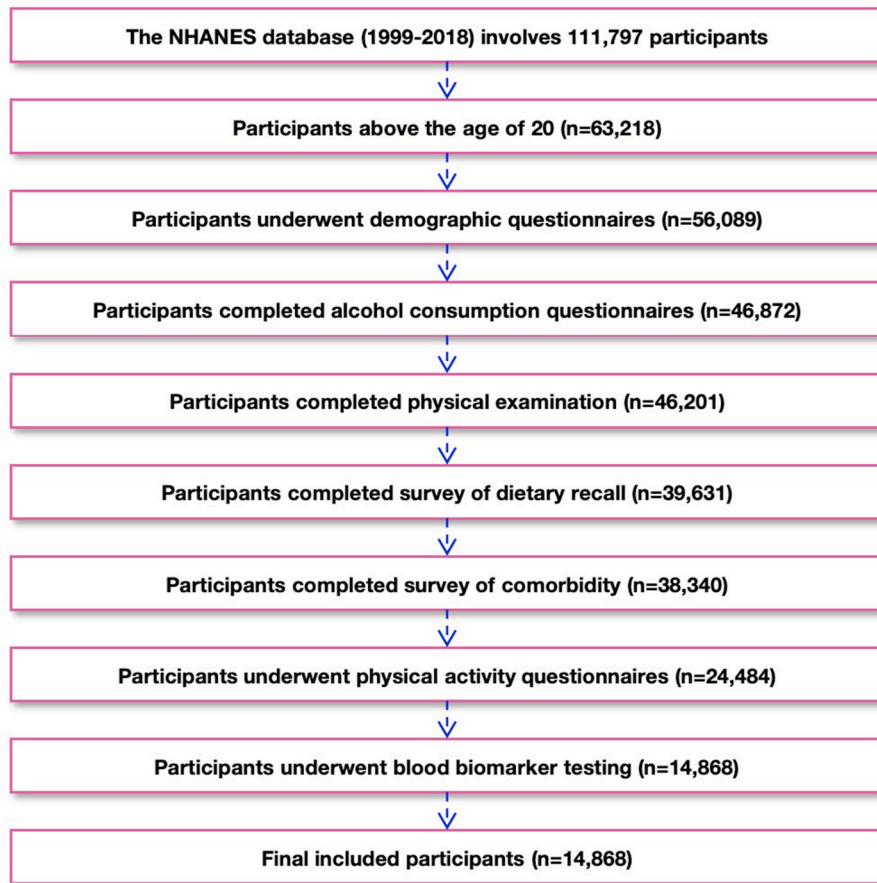 The NHANES database (1999-2018) involves 111,797 participants
Participants above the age of 20 (n=63,218)
Participants underwent demographic questionnaires (n=56,089)
Participants completed alcohol consumption questionnaires (n=46,872)
Participants completed physical examination (n=46,201)
Participants completed survey of dietary recall (n=39,631)
Participants completed survey of comorbidity (n=38,340)
Participants underwent physical activity questionnaires (n=24,484)
Participants underwent blood biomarker testing (n=14,868)
Final included participants (n=14,868)